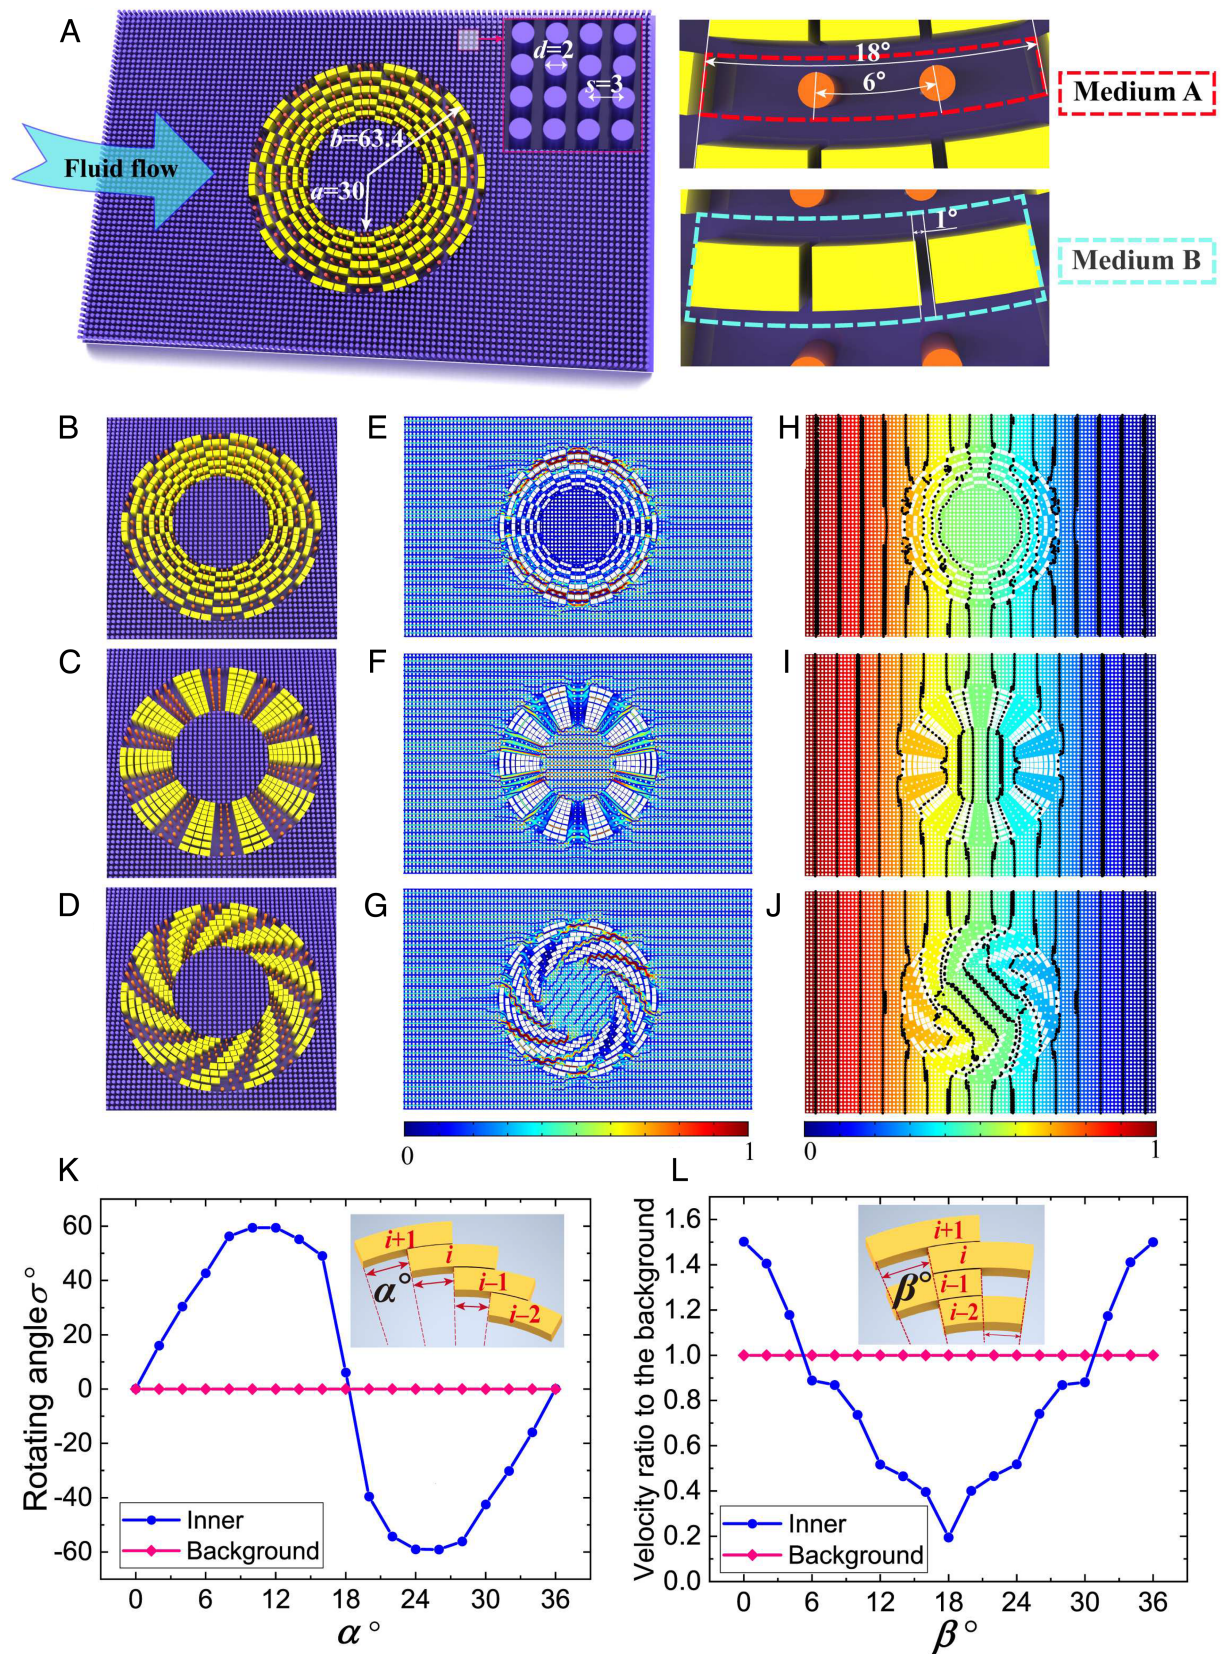 A
Fluid flow
b=63.4
a=30
d=2
s=3
18°
6°
Medium A
1°
Medium B
B
E
H
C
F
I
D
G
J
0
1
0
1
K
Rotating angle σ°
60
40
20
0
-20
-40
-60
i+1
i
i–1
i–2
α°
Inner
Background
0 6 12 18 24 30 36
α°
L
Velocity ratio to the background
1.6
1.4
1.2
1.0
0.8
0.6
0.4
0.2
0.0
i+1
i
i–1
i–2
β°
Inner
Background
0 6 12 18 24 30 36
β°